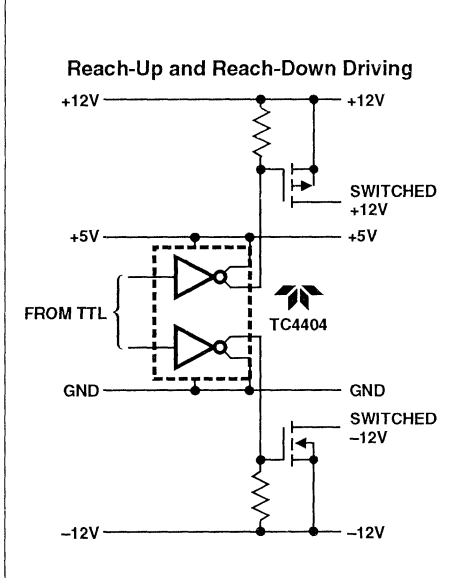 Reach-Up and Reach-Down Driving
+12V
+12V
SWITCHED
+12V
+5V
+5V
FROM TTL
TC4404
GND
GND
SWITCHED
–12V
–12V
–12V